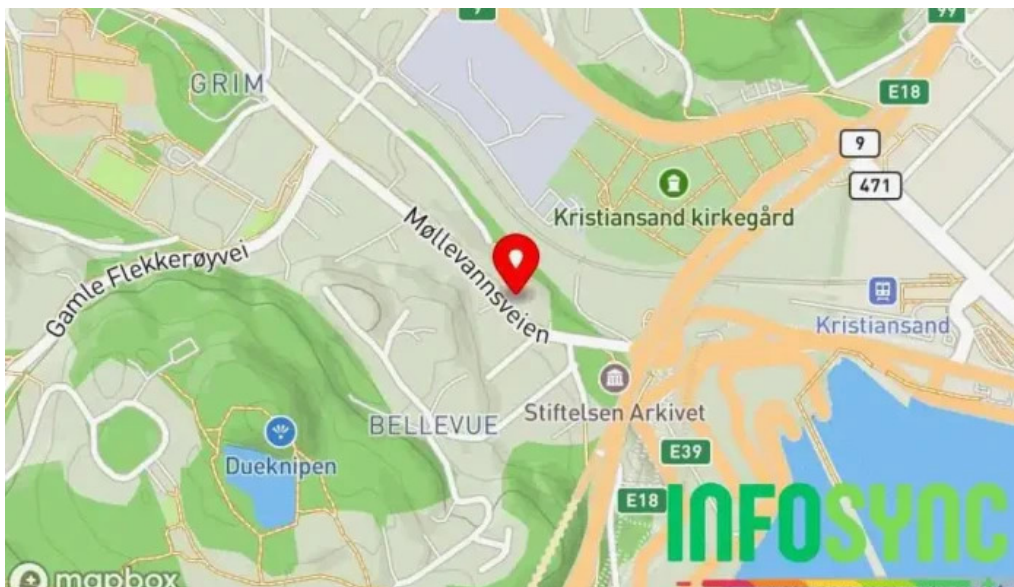 9
99
GRIM
E18
9
471
Kristiansand kirkegård
Møllevannsveien
Gamle Flekkerøyvei
Kristiansand
Stiftelsen Arkivet
BELLEVUE
E39
Dueknipen
E18
INFOSYNC
mapbox